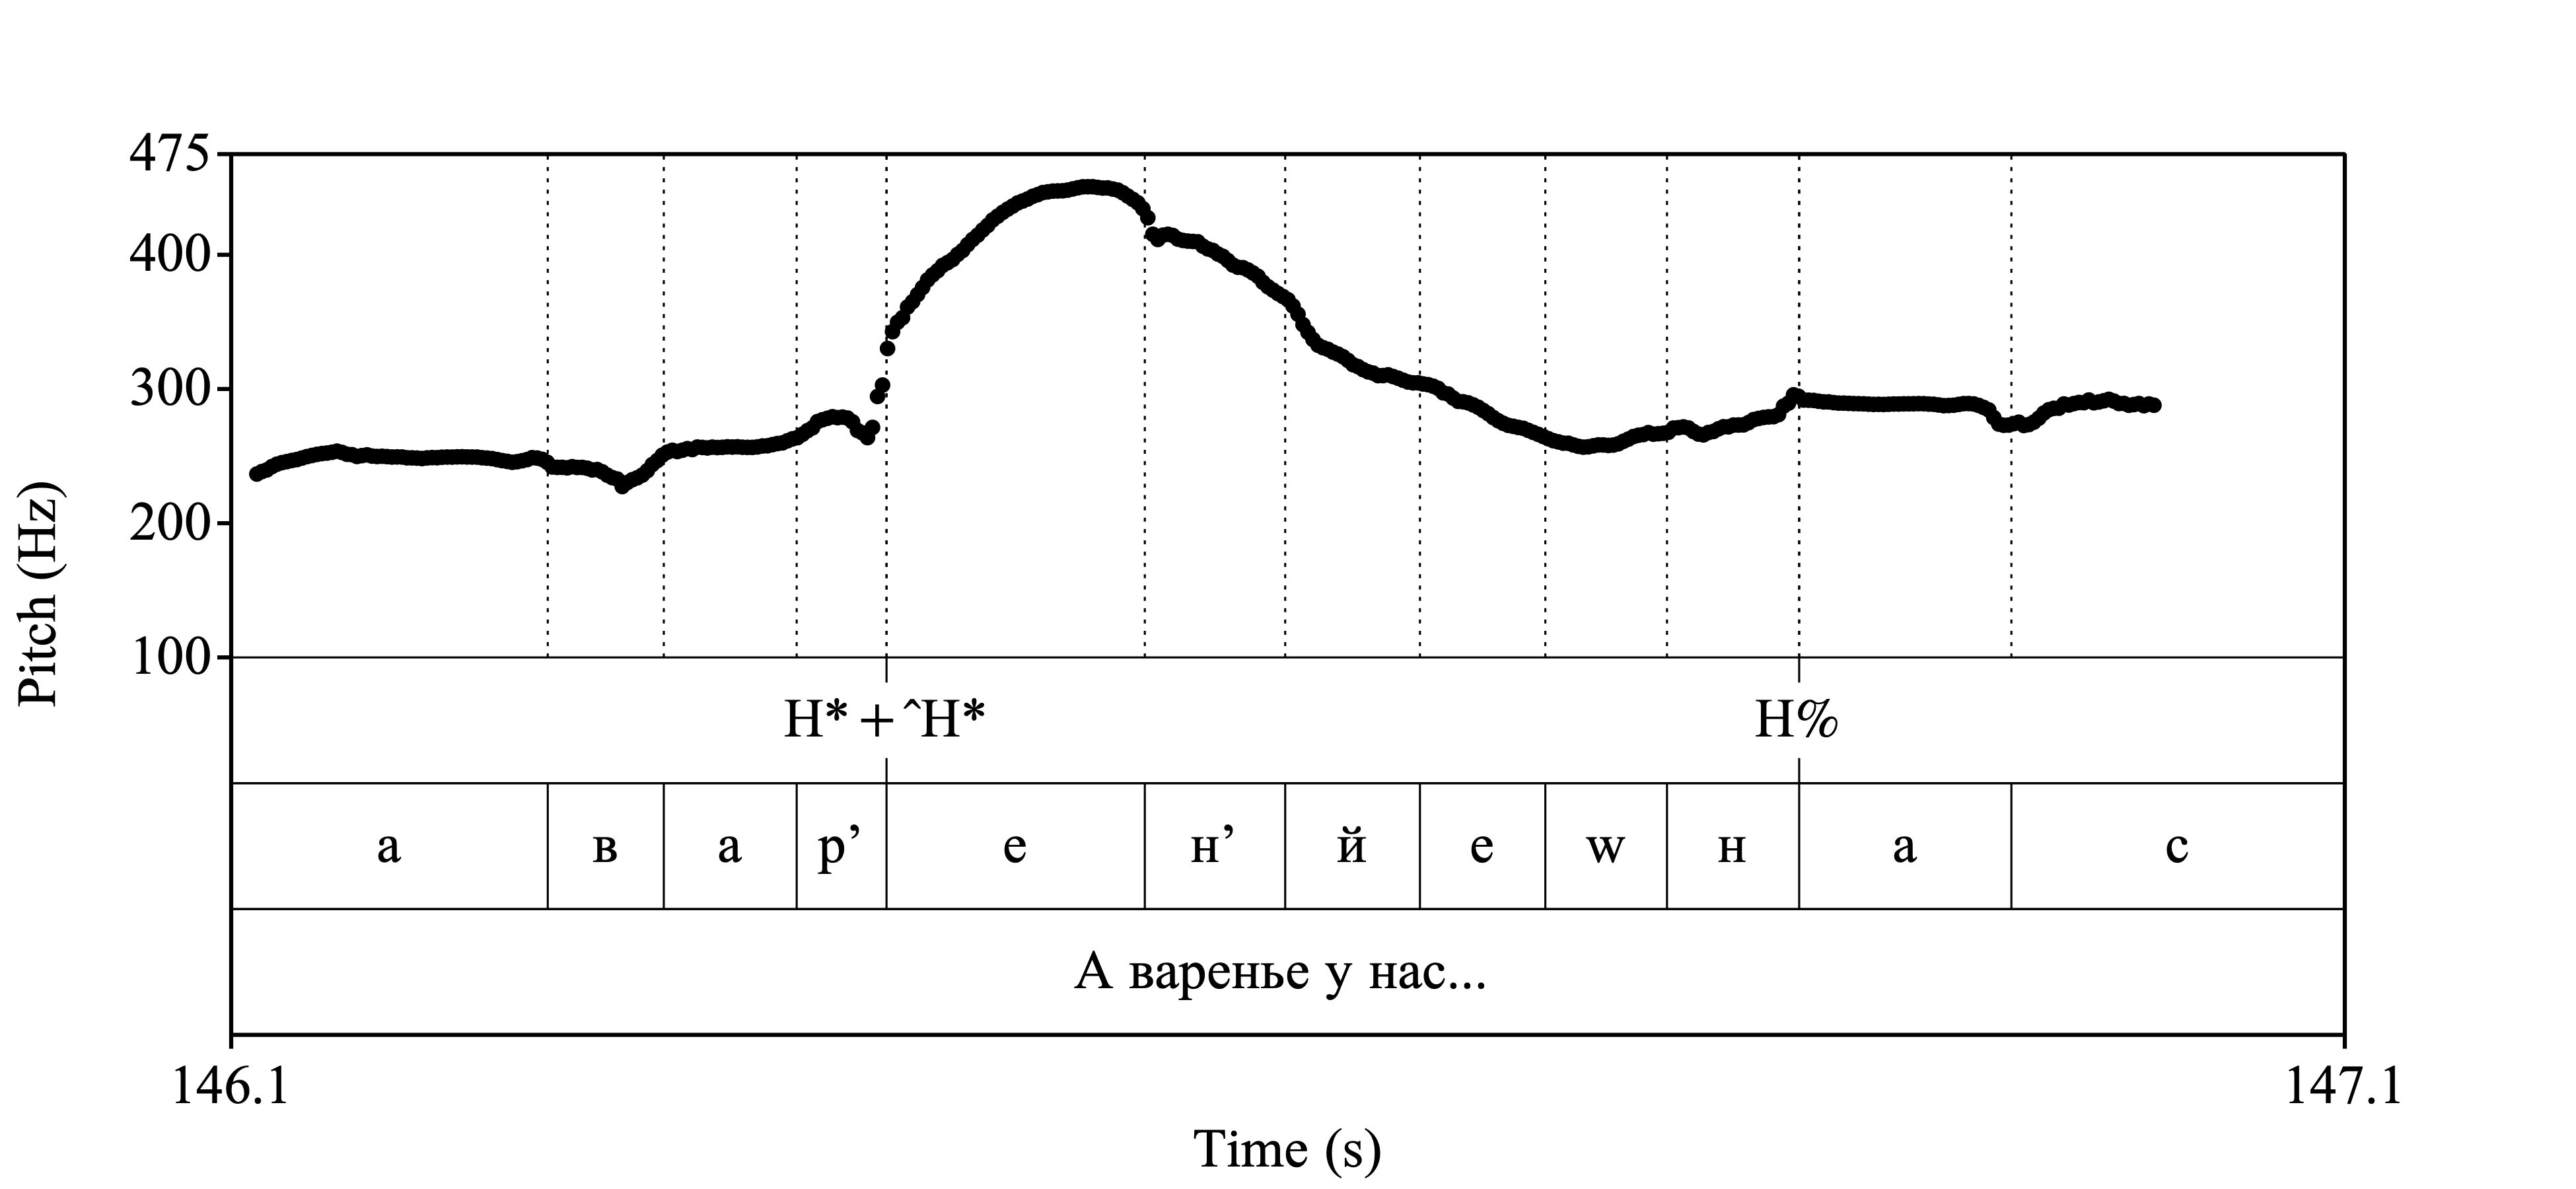 475
400
300
200
100
Pitch (Hz)
H* + ^H* H%
а в а р’ е н’ й е w н а с
А варенье у нас...
146.1 147.1
Time (s)